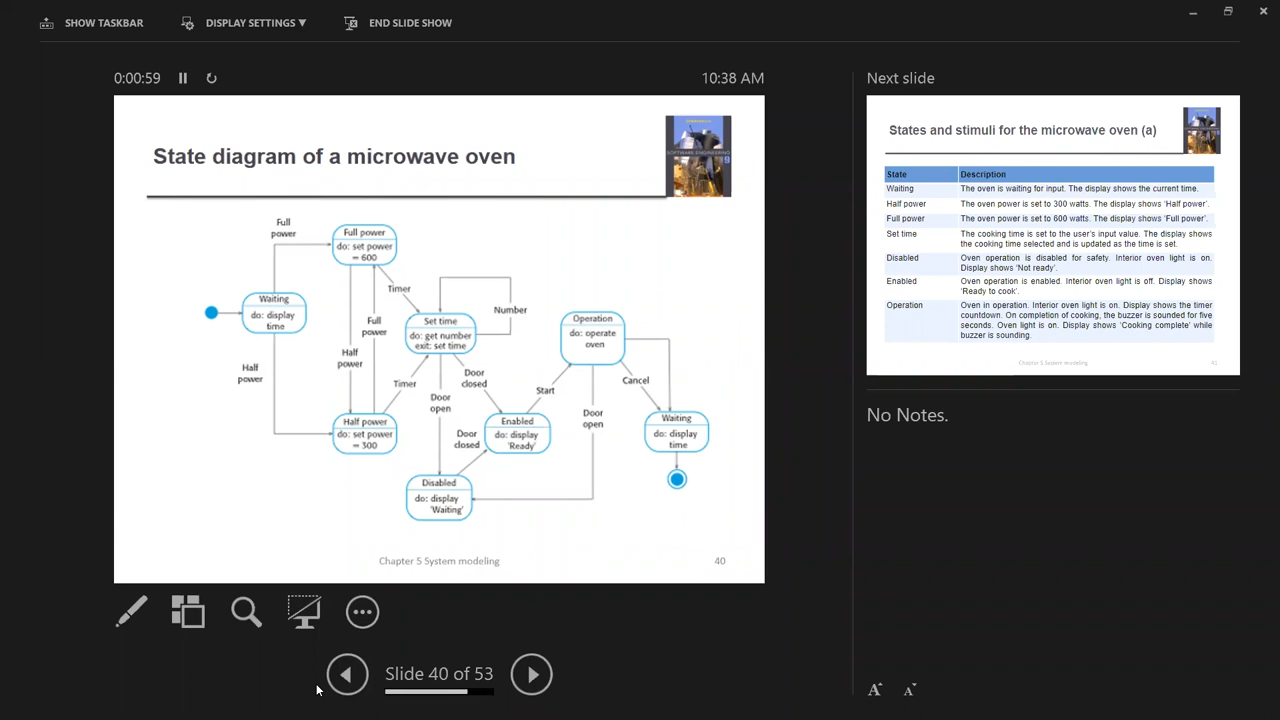 SHOW TASKBAR
DISPLAY SETTINGS ▼
END SLIDE SHOW
0:00:59
10:38 AM
State diagram of a microwave oven
SOFTWARE ENGINEERING
9
Full
power
Full power
do: set power
= 600
Timer
Waiting
do: display
time
Full
power
Half
power
Half
power
Set time
do: get number
exit: set time
Number
Operation
do: operate
oven
Timer
Door
open
Door
closed
Start
Cancel
Door
open
Half power
do: set power
= 300
Door
closed
Enabled
do: display
'Ready'
Waiting
do: display
time
Disabled
do: display
'Waiting'
Chapter 5 System modeling
40
Slide 40 of 53
Next slide
States and stimuli for the microwave oven (a)
State Description
Waiting The oven is waiting for input. The display shows the current time.
Half power The oven power is set to 300 watts. The display shows ‘Half power’.
Full power The oven power is set to 600 watts. The display shows ‘Full power’.
Set time The cooking time is set to the user’s input value. The display shows
the cooking time selected and is updated as the time is set.
Disabled Oven operation is disabled for safety. Interior oven light is on.
Display shows ‘Not ready’.
Enabled Oven operation is enabled. Interior oven light is off. Display shows
‘Ready to cook’.
Operation Oven in operation. Interior oven light is on. Display shows the timer
countdown. On completion of cooking, the buzzer is sounded for five
seconds. Oven light is on. Display shows ‘Cooking complete’ while
buzzer is sounding.
Chapter 5 System modeling
41
No Notes.
A A